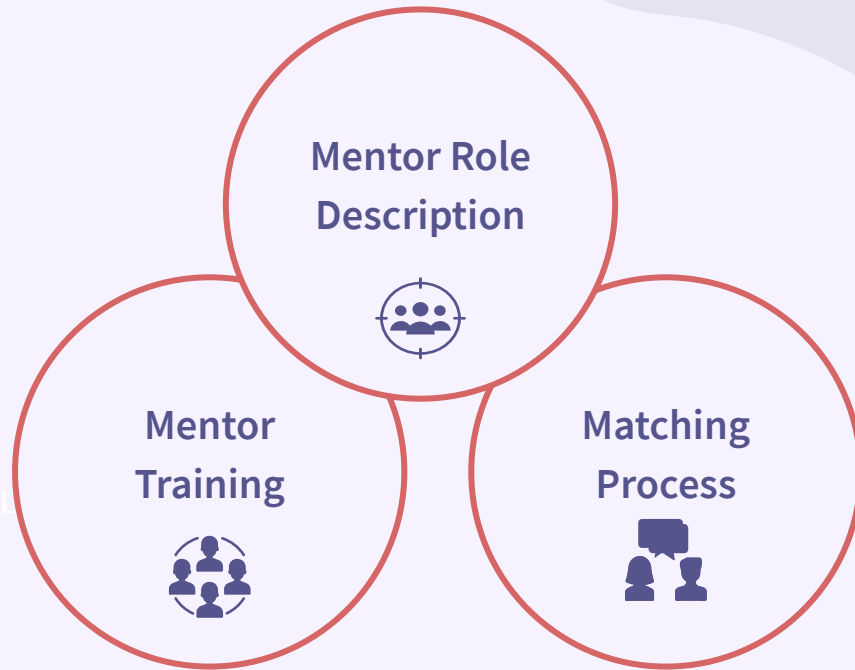 Mentor Role
Description
Mentor
Training
Matching
Process